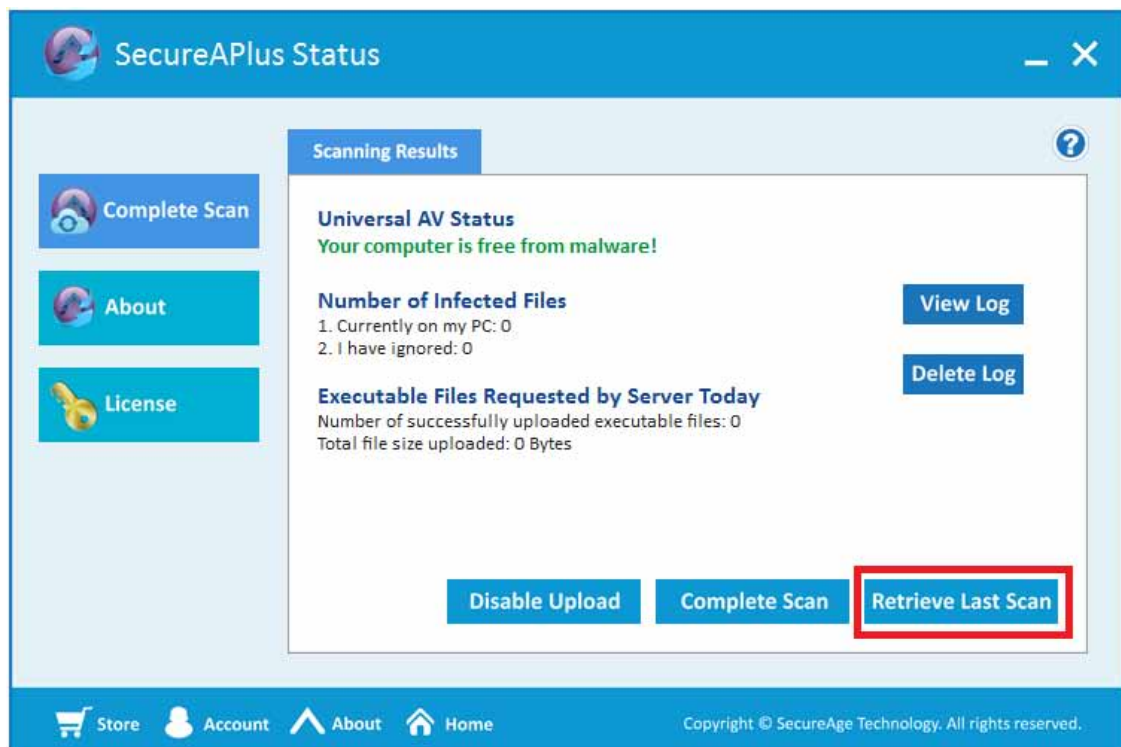 SecureAPlus Status
Scanning Results
?
Complete Scan
About
License
Universal AV Status
Your computer is free from malware!
Number of Infected Files
1. Currently on my PC: 0
2. I have ignored: 0
View Log
Delete Log
Executable Files Requested by Server Today
Number of successfully uploaded executable files: 0
Total file size uploaded: 0 Bytes
Disable Upload
Complete Scan
Retrieve Last Scan
Store
Account
About
Home
Copyright © SecureAge Technology. All rights reserved.